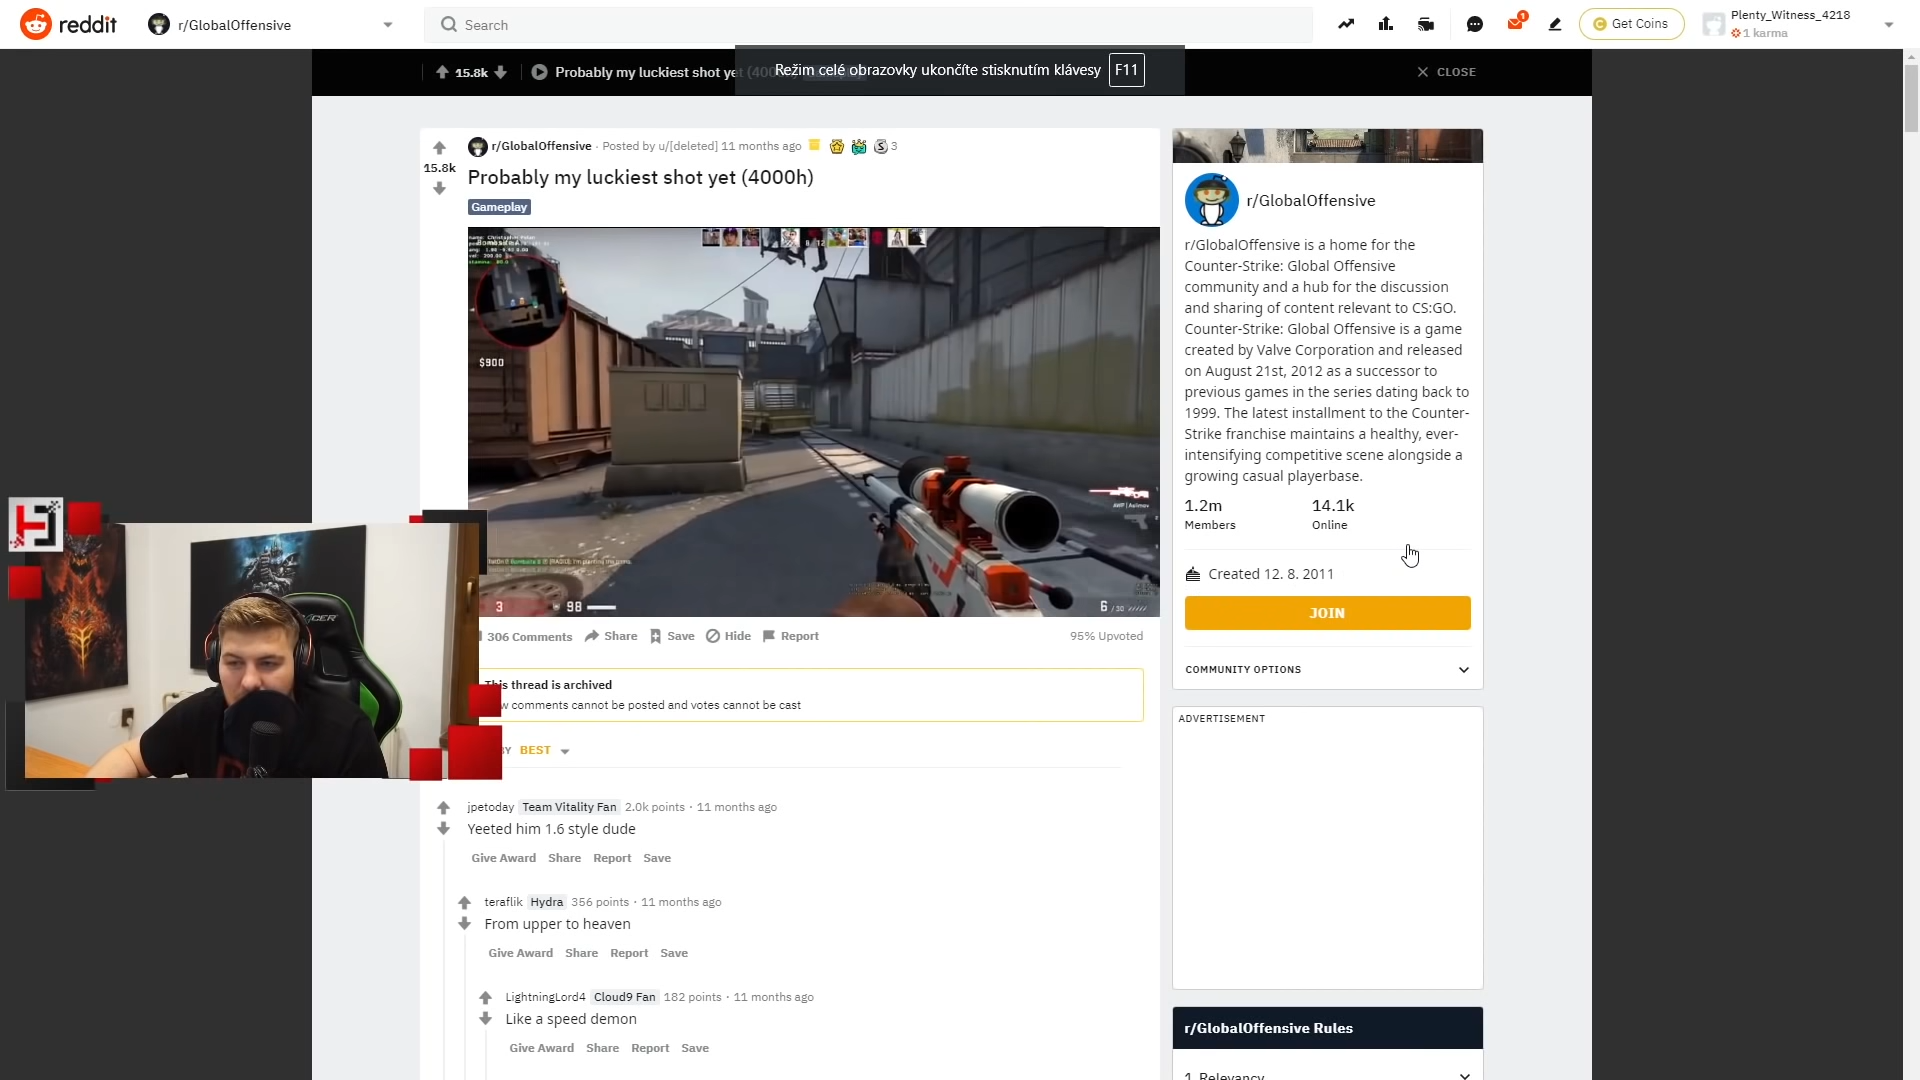 reddit
r/GlobalOffensive
Search
1
Get Coins
Plenty_Witness_4218
1 karma
15.8k
Probably my luckiest shot ye
Režim celé obrazovky ukončíte stisknutím klávesy F11
CLOSE
r/GlobalOffensive · Posted by u/[deleted] 11 months ago
3
15.8k
Probably my luckiest shot yet (4000h)
Gameplay
$900
3
98
6
306 Comments
Share
Save
Hide
Report
95% Upvoted
This thread is archived
w comments cannot be posted and votes cannot be cast
BY BEST
jpetoday Team Vitality Fan 2.0k points · 11 months ago
Yeeted him 1.6 style dude
Give Award Share Report Save
teraflik Hydra 356 points · 11 months ago
From upper to heaven
Give Award Share Report Save
LightningLord4 Cloud9 Fan 182 points · 11 months ago
Like a speed demon
Give Award Share Report Save
r/GlobalOffensive
r/GlobalOffensive is a home for the
Counter-Strike: Global Offensive
community and a hub for the discussion
and sharing of content relevant to CS:GO.
Counter-Strike: Global Offensive is a game
created by Valve Corporation and released
on August 21st, 2012 as a successor to
previous games in the series dating back to
1999. The latest installment to the Counter-
Strike franchise maintains a healthy, ever-
intensifying competitive scene alongside a
growing casual playerbase.
1.2m
14.1k
Members
Online
Created 12. 8. 2011
JOIN
COMMUNITY OPTIONS
ADVERTISEMENT
r/GlobalOffensive Rules
1. Relevancy